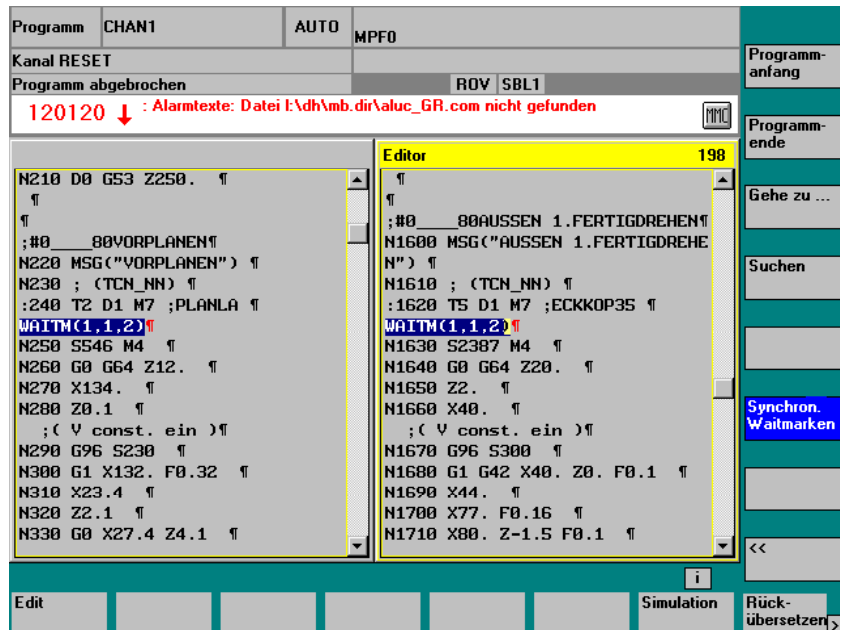 Programm CHAN1 AUTO MPF0
Kanal RESET
Programm abgebrochen ROV SBL1
120120 ↓ : Alarmtexte: Datei I:\dh\mb.dir\aluc_GR.com nicht gefunden MMC
N210 D0 G53 Z250. ¶
¶
¶
;#0____80VORPLANEN¶
N220 MSG("VORPLANEN") ¶
N230 ; (TCN_NN) ¶
:240 T2 D1 M7 ;PLANLA ¶
WAITM(1,1,2)¶
N250 S546 M4 ¶
N260 G0 G64 Z12. ¶
N270 X134. ¶
N280 Z0.1 ¶
;( V const. ein )¶
N290 G96 S230 ¶
N300 G1 X132. F0.32 ¶
N310 X23.4 ¶
N320 Z2.1 ¶
N330 G0 X27.4 Z4.1 ¶
Editor 198
¶
¶
;#0____80AUSSEN 1.FERTIGDREHEN¶
N1600 MSG("AUSSEN 1.FERTIGDREHE
N") ¶
N1610 ; (TCN_NN) ¶
:1620 T5 D1 M7 ;ECKKOP35 ¶
WAITM(1,1,2)¶
N1630 S2387 M4 ¶
N1640 G0 G64 Z20. ¶
N1650 Z2. ¶
N1660 X40. ¶
;( V const. ein )¶
N1670 G96 S300 ¶
N1680 G1 G42 X40. Z0. F0.1 ¶
N1690 X44. ¶
N1700 X77. F0.16 ¶
N1710 X80. Z-1.5 F0.1 ¶
Programm-
anfang
Programm-
ende
Gehe zu ...
Suchen
Synchron.
Waitmarken
<<
i
Edit
Simulation
Rück-
übersetzen
>